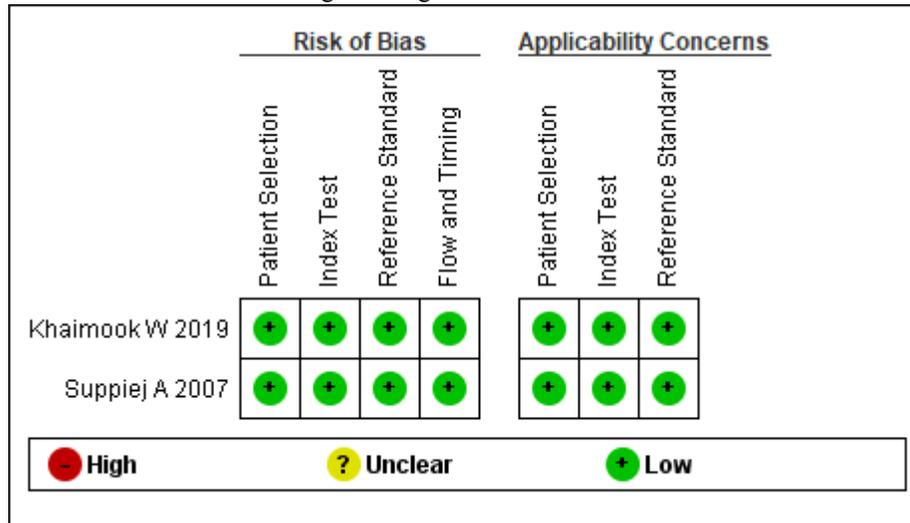 Risk of Bias
Applicability Concerns
Patient Selection
Index Test
Reference Standard
Flow and Timing
Patient Selection
Index Test
Reference Standard
Khaimook W 2019
+ + + + + + +
Suppiej A 2007
+ + + + + + +
- High
? Unclear
+ Low